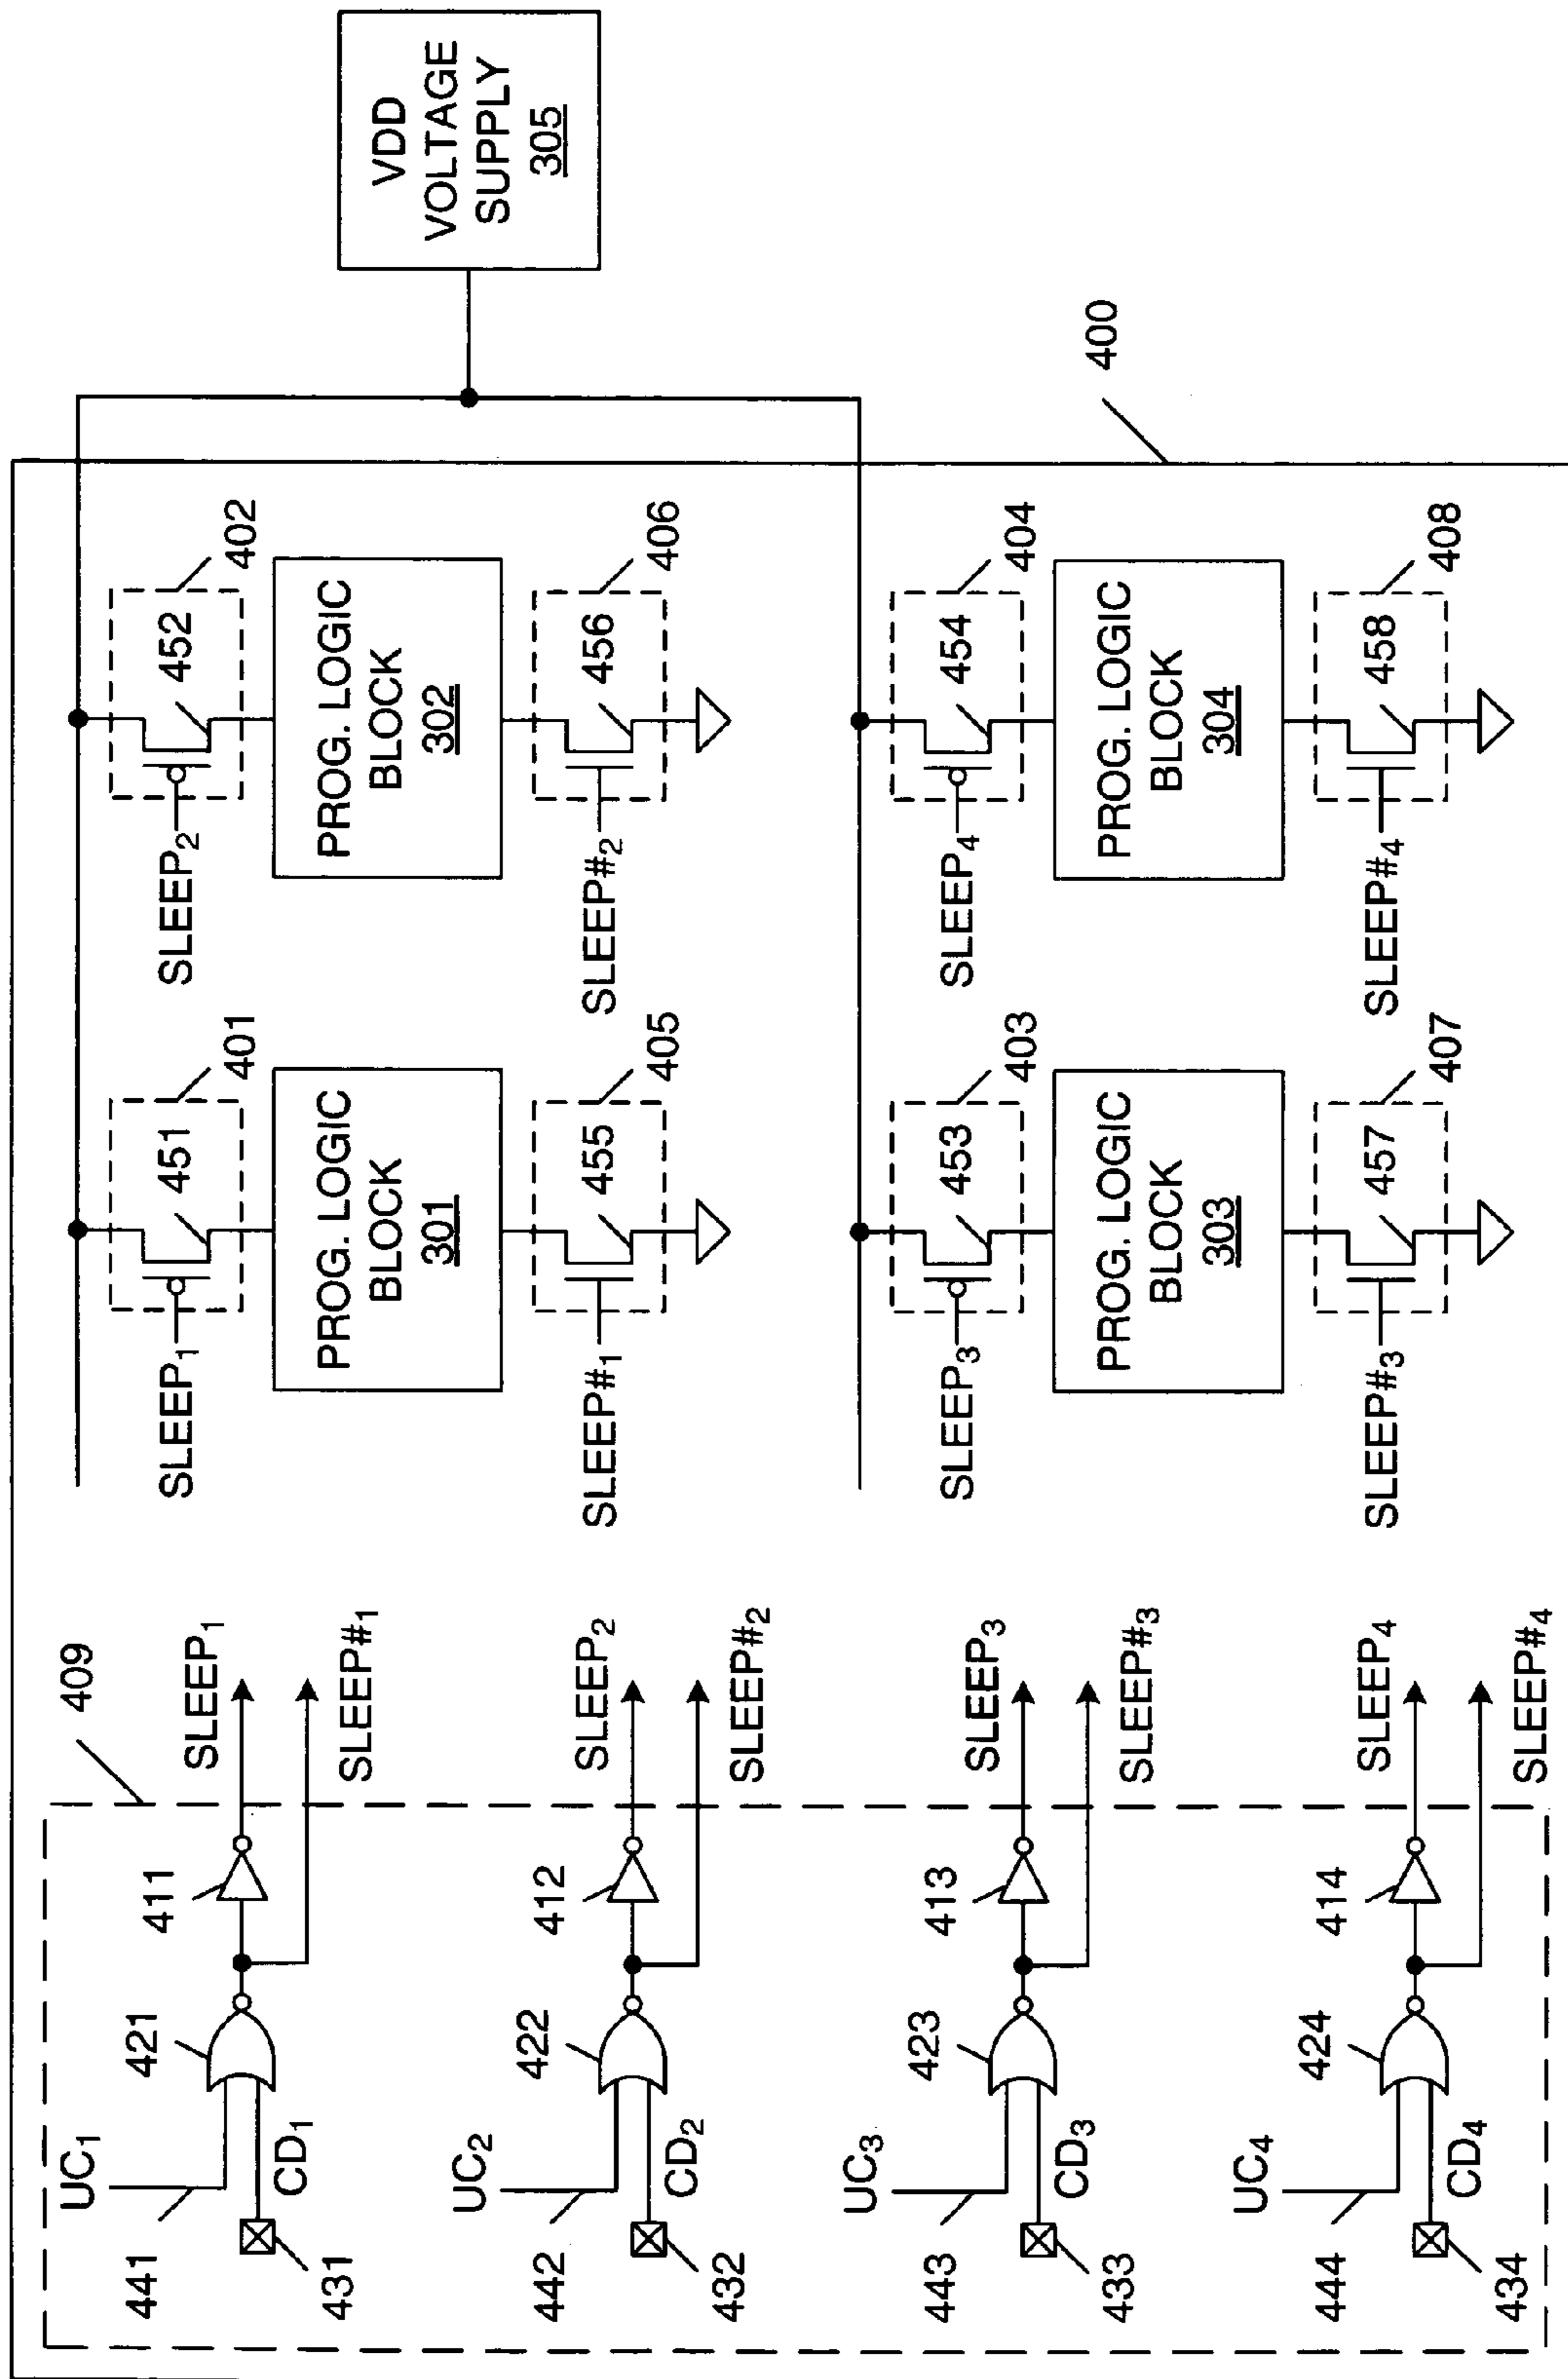 409
UC₁
441
421
411
SLEEP₁
CD₁
431
SLEEP#₁
UC₂
442
422
412
SLEEP₂
CD₂
432
SLEEP#₂
UC₃
443
423
413
SLEEP₃
CD₃
433
SLEEP#₃
UC₄
444
424
414
SLEEP₄
CD₄
434
SLEEP#₄
SLEEP₁
451
401
PROG. LOGIC
BLOCK
301
SLEEP#₁
455
405
SLEEP₂
452
402
PROG. LOGIC
BLOCK
302
SLEEP#₂
456
406
SLEEP₃
453
403
PROG. LOGIC
BLOCK
303
SLEEP#₃
457
407
SLEEP₄
454
404
PROG. LOGIC
BLOCK
304
SLEEP#₄
458
408
VDD
VOLTAGE
SUPPLY
305
400